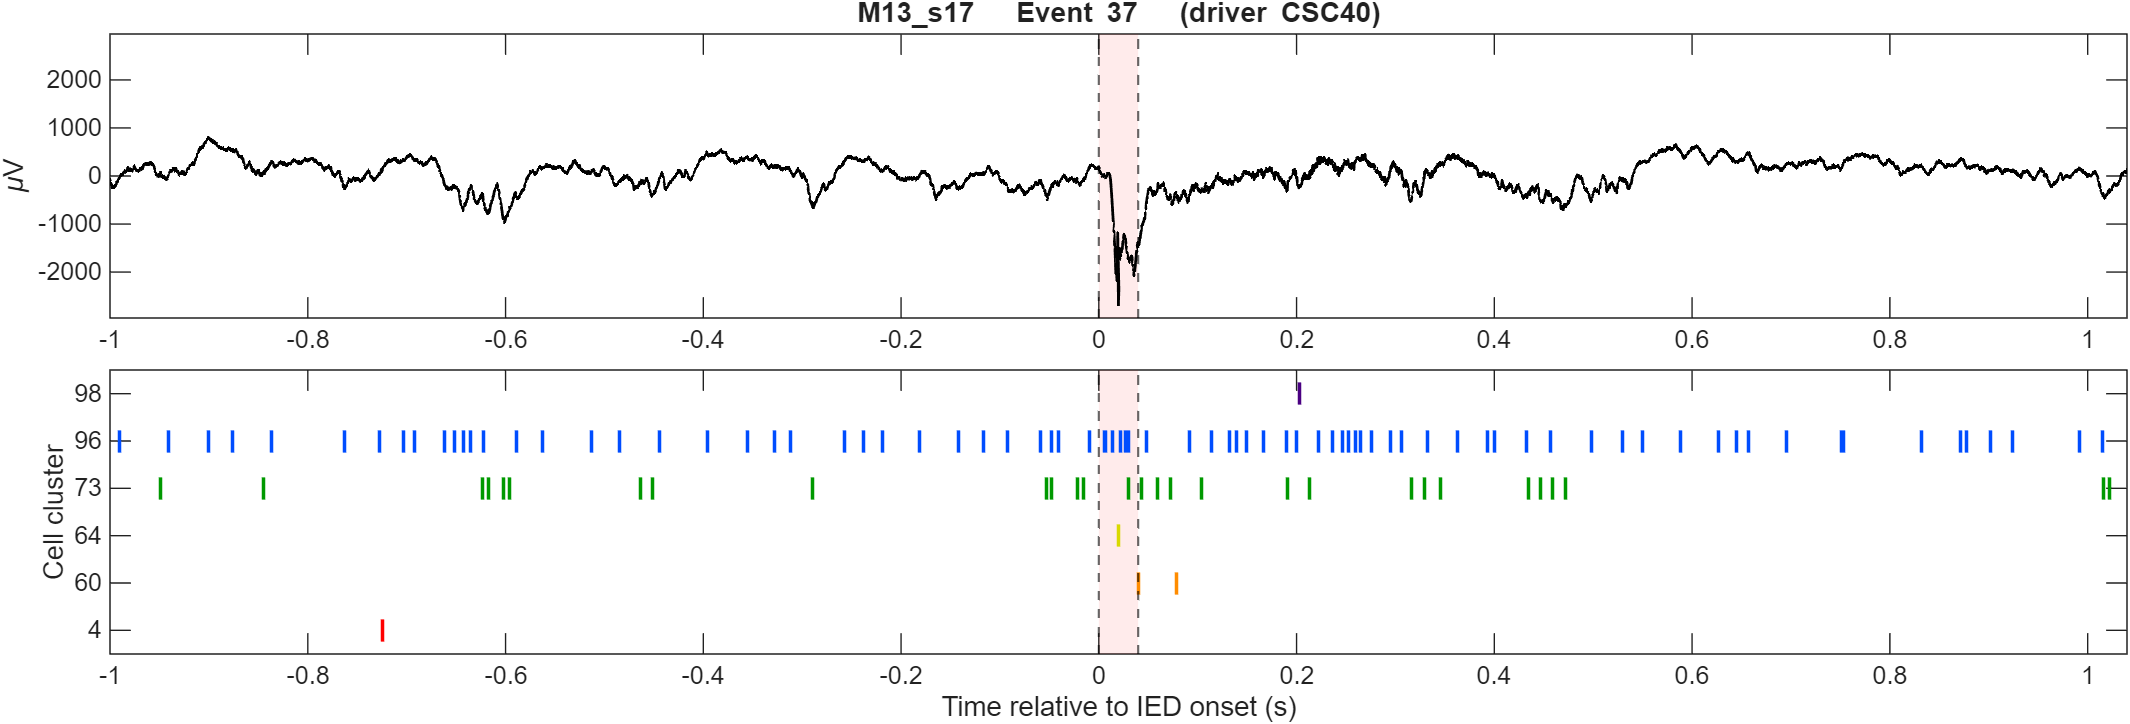 M13_s17 Event 37 (driver CSC40)
2000
1000
0
-1000
-2000
µV
-1 -0.8 -0.6 -0.4 -0.2 0 0.2 0.4 0.6 0.8 1
98
96
73
64
60
4
Cell cluster
-1 -0.8 -0.6 -0.4 -0.2 0 0.2 0.4 0.6 0.8 1
Time relative to IED onset (s)